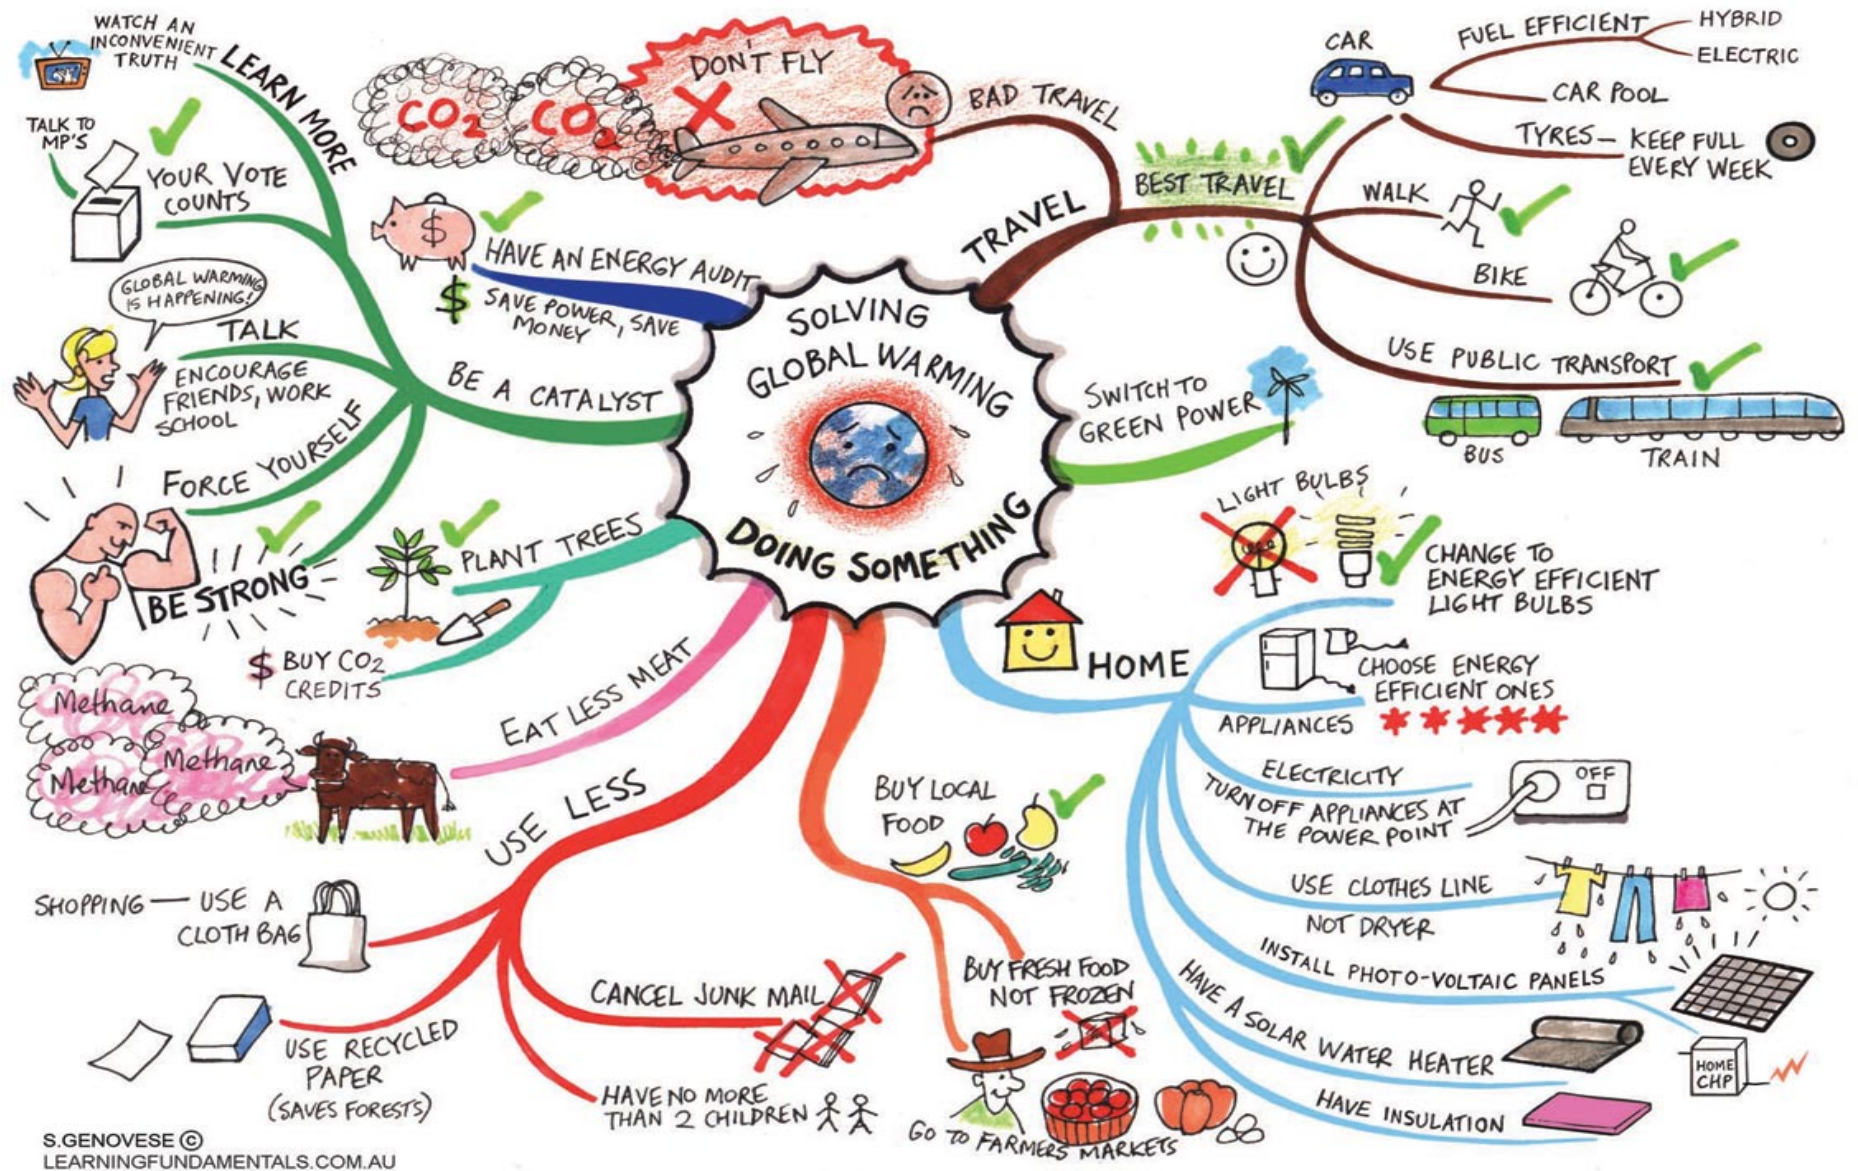 SOLVING
GLOBAL WARMING
DOING SOMETHING
TRAVEL
BAD TRAVEL
DON'T FLY
CO2
CO2
BEST TRAVEL
CAR
FUEL EFFICIENT
HYBRID
ELECTRIC
CAR POOL
TYRES — KEEP FULL
EVERY WEEK
WALK
BIKE
USE PUBLIC TRANSPORT
BUS
TRAIN
SWITCH TO
GREEN POWER
HOME
LIGHT BULBS
CHANGE TO
ENERGY EFFICIENT
LIGHT BULBS
CHOOSE ENERGY
EFFICIENT ONES
APPLIANCES
ELECTRICITY
TURN OFF APPLIANCES AT
THE POWER POINT
OFF
USE CLOTHES LINE
NOT DRYER
INSTALL PHOTO-VOLTAIC PANELS
HOME
CHP
HAVE A SOLAR WATER HEATER
HAVE INSULATION
BUY LOCAL
FOOD
BUY FRESH FOOD
NOT FROZEN
GO TO FARMERS MARKETS
USE LESS
SHOPPING — USE A
CLOTH BAG
USE RECYCLED
PAPER
(SAVES FORESTS)
CANCEL JUNK MAIL
HAVE NO MORE
THAN 2 CHILDREN
EAT LESS MEAT
Methane
Methane
Methane
PLANT TREES
$ BUY CO2
CREDITS
BE A CATALYST
LEARN MORE
WATCH AN
INCONVENIENT
TRUTH
TALK TO
MP'S
YOUR VOTE
COUNTS
GLOBAL WARMING
IS HAPPENING!
TALK
ENCOURAGE
FRIENDS, WORK
SCHOOL
FORCE YOURSELF
BE STRONG
HAVE AN ENERGY AUDIT
$
$ SAVE POWER, SAVE
MONEY
S.GENOVESE ©
LEARNINGFUNDAMENTALS.COM.AU